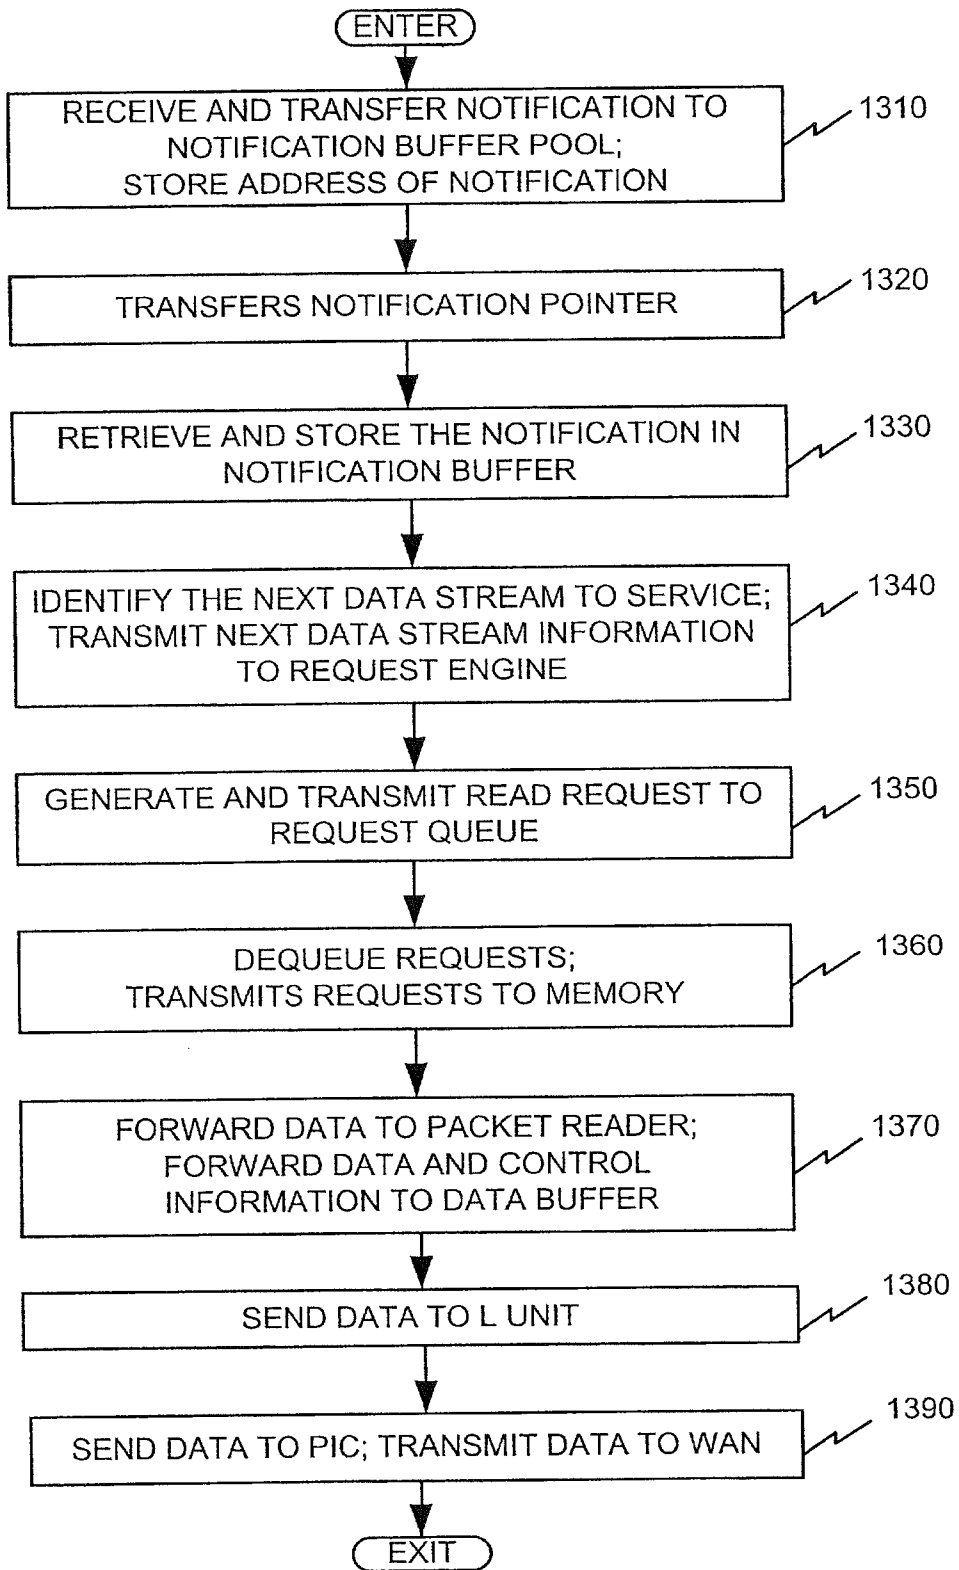 ENTER
RECEIVE AND TRANSFER NOTIFICATION TO
NOTIFICATION BUFFER POOL;
STORE ADDRESS OF NOTIFICATION
1310
TRANSFERS NOTIFICATION POINTER
1320
RETRIEVE AND STORE THE NOTIFICATION IN
NOTIFICATION BUFFER
1330
IDENTIFY THE NEXT DATA STREAM TO SERVICE;
TRANSMIT NEXT DATA STREAM INFORMATION
TO REQUEST ENGINE
1340
GENERATE AND TRANSMIT READ REQUEST TO
REQUEST QUEUE
1350
DEQUEUE REQUESTS;
TRANSMITS REQUESTS TO MEMORY
1360
FORWARD DATA TO PACKET READER;
FORWARD DATA AND CONTROL
INFORMATION TO DATA BUFFER
1370
SEND DATA TO L UNIT
1380
SEND DATA TO PIC; TRANSMIT DATA TO WAN
1390
EXIT